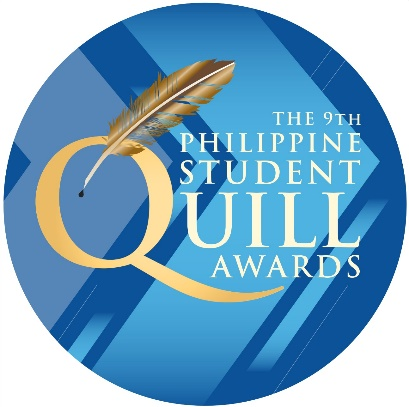 THE 9TH
PHILIPPINE
STUDENT
QUILL
AWARDS